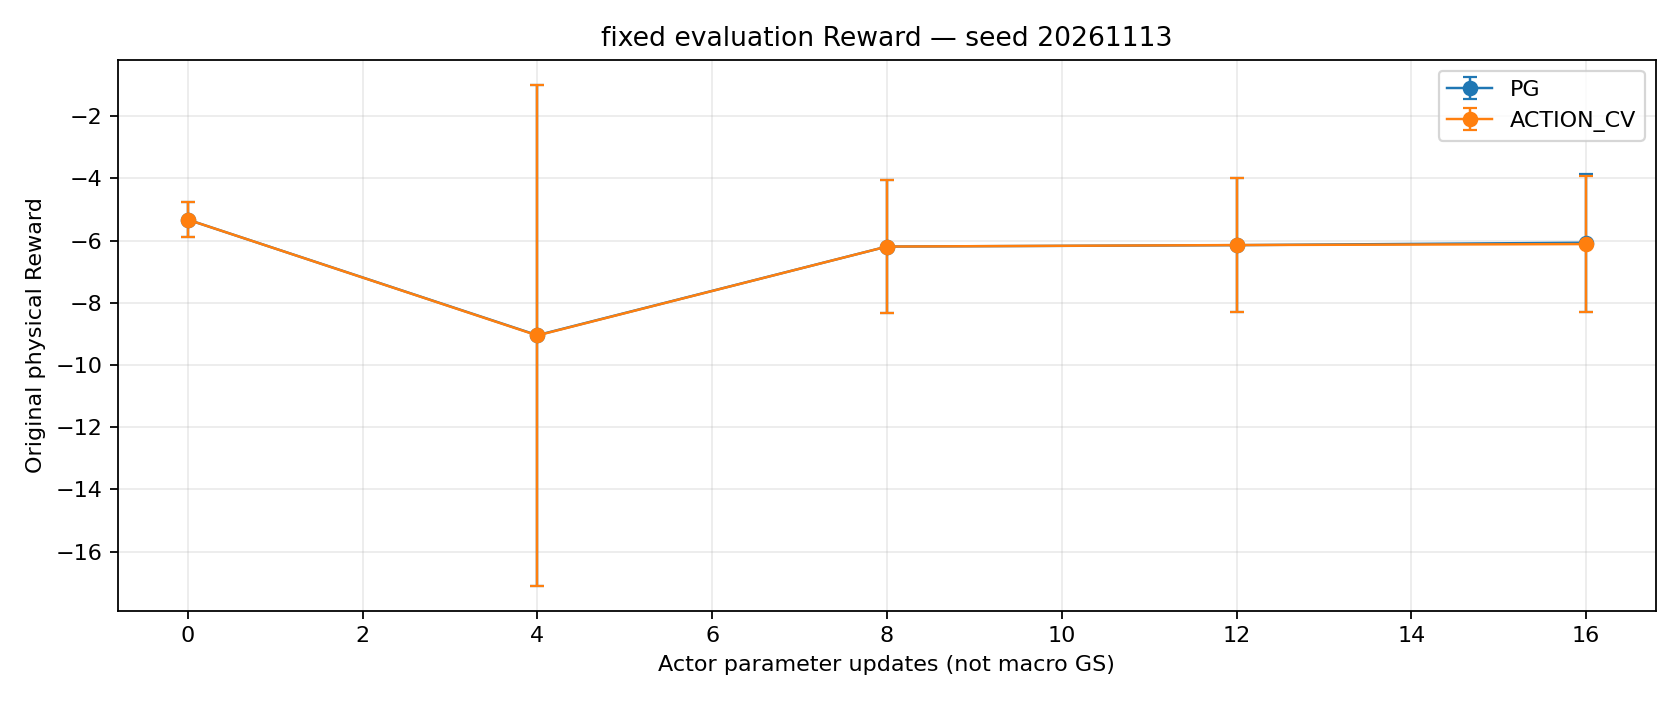 fixed evaluation Reward — seed 20261113
PG
ACTION_CV
Original physical Reward
−2
−4
−6
−8
−10
−12
−14
−16
0 2 4 6 8 10 12 14 16
Actor parameter updates (not macro GS)